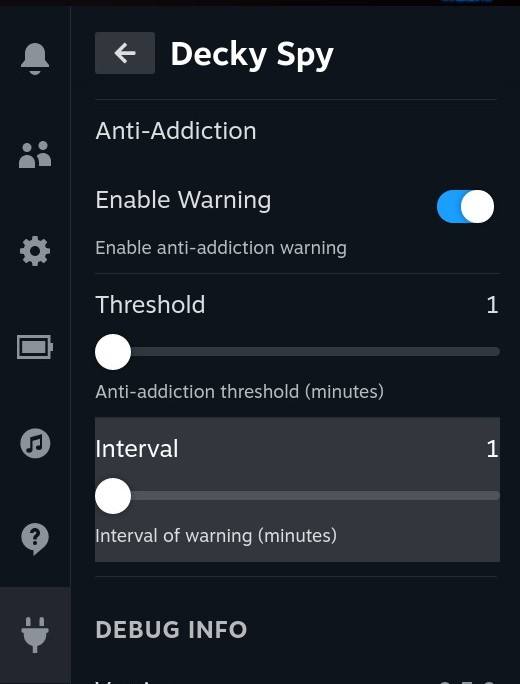 Decky Spy
Anti-Addiction
Enable Warning
Enable anti-addiction warning
Threshold 1
Anti-addiction threshold (minutes)
Interval 1
Interval of warning (minutes)
DEBUG INFO